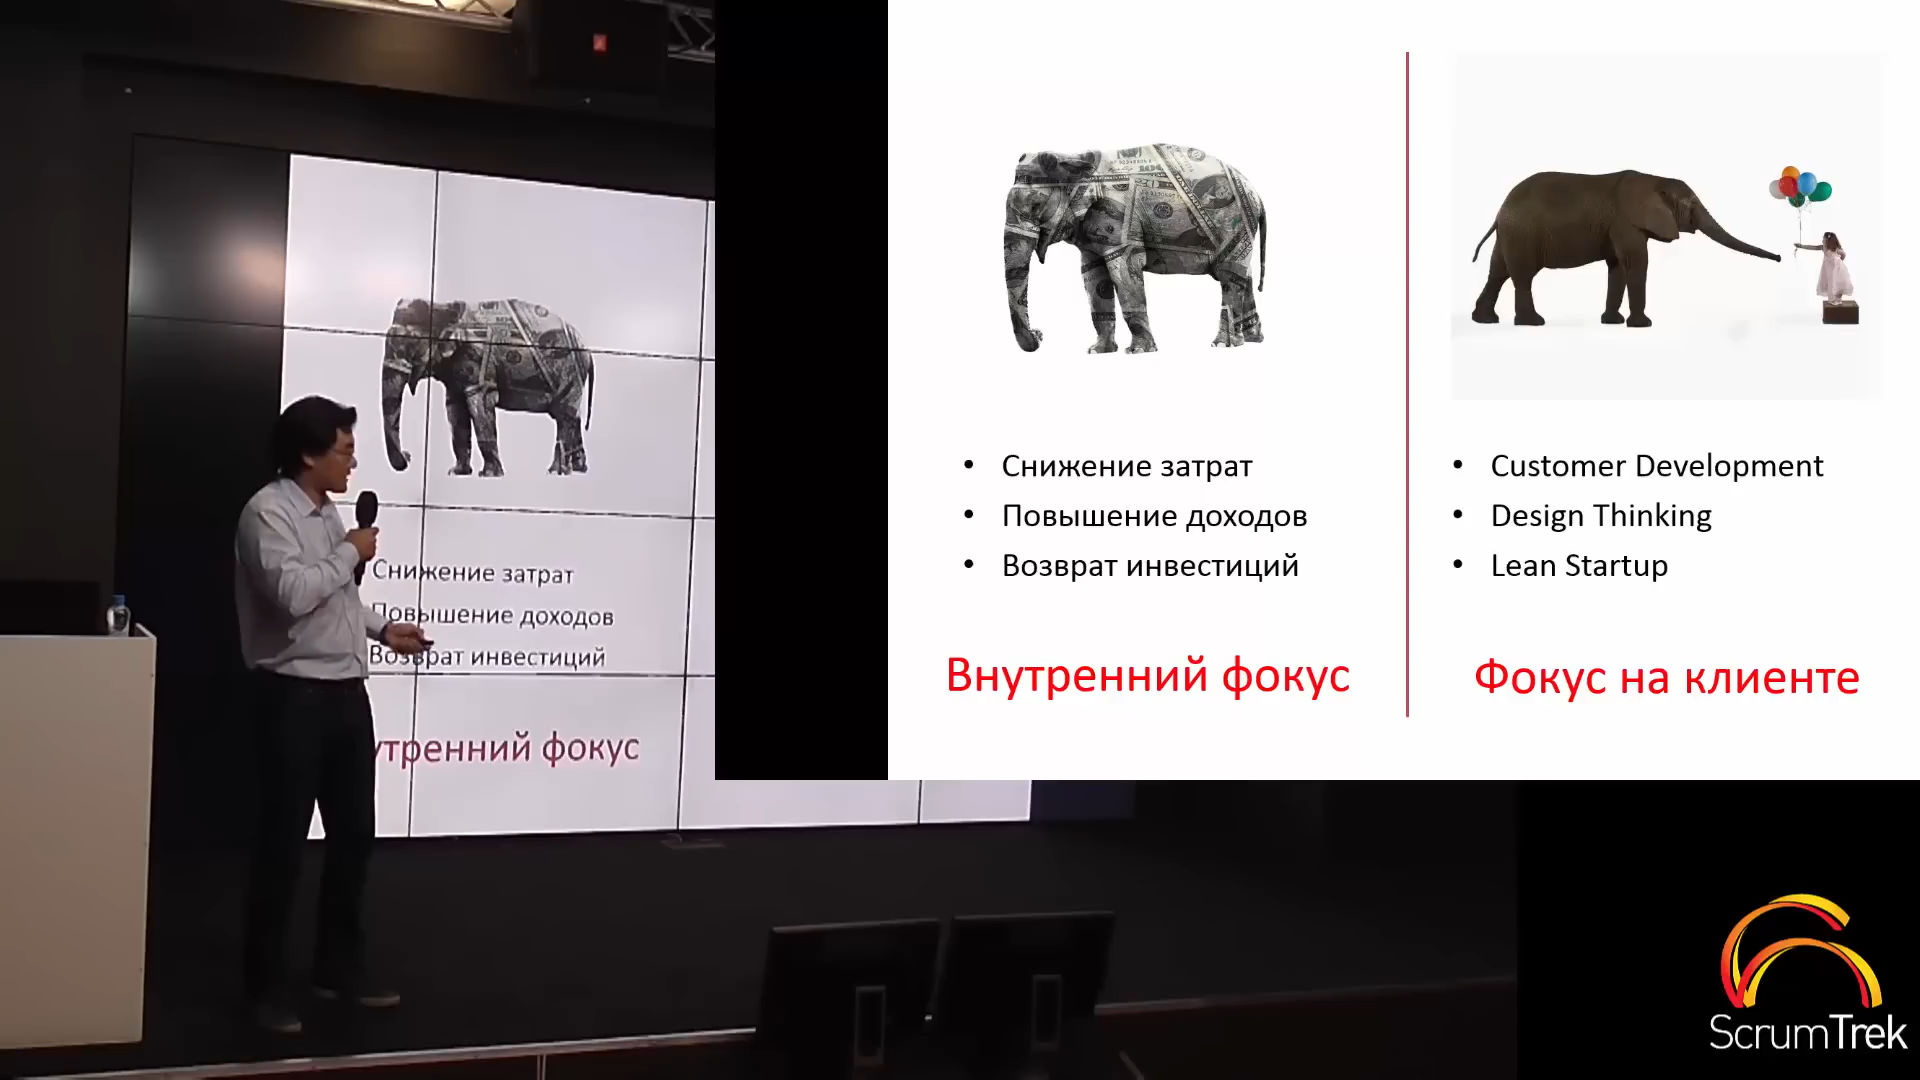 Снижение затрат
Повышение доходов
Возврат инвестиций
утренний фокус
• Снижение затрат
• Повышение доходов
• Возврат инвестиций
Внутренний фокус
• Customer Development
• Design Thinking
• Lean Startup
Фокус на клиенте
ScrumTrek